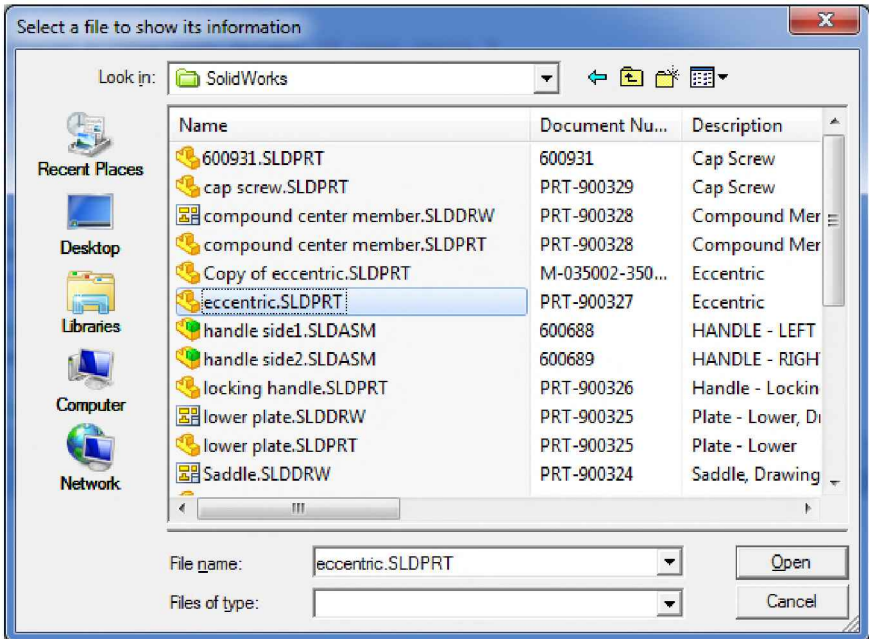 Select a file to show its information
Look in: SolidWorks
Name Document Nu... Description
600931.SLDPRT 600931 Cap Screw
cap screw.SLDPRT PRT-900329 Cap Screw
compound center member.SLDDRW PRT-900328 Compound Mer
compound center member.SLDPRT PRT-900328 Compound Mer
Copy of eccentric.SLDPRT M-035002-350... Eccentric
eccentric.SLDPRT PRT-900327 Eccentric
handle side1.SLDASM 600688 HANDLE - LEFT
handle side2.SLDASM 600689 HANDLE - RIGH
locking handle.SLDPRT PRT-900326 Handle - Lockin
lower plate.SLDDRW PRT-900325 Plate - Lower, Dr
lower plate.SLDPRT PRT-900325 Plate - Lower
Saddle.SLDDRW PRT-900324 Saddle, Drawing
Recent Places
Desktop
Libraries
Computer
Network
File name: eccentric.SLDPRT Open
Files of type: Cancel